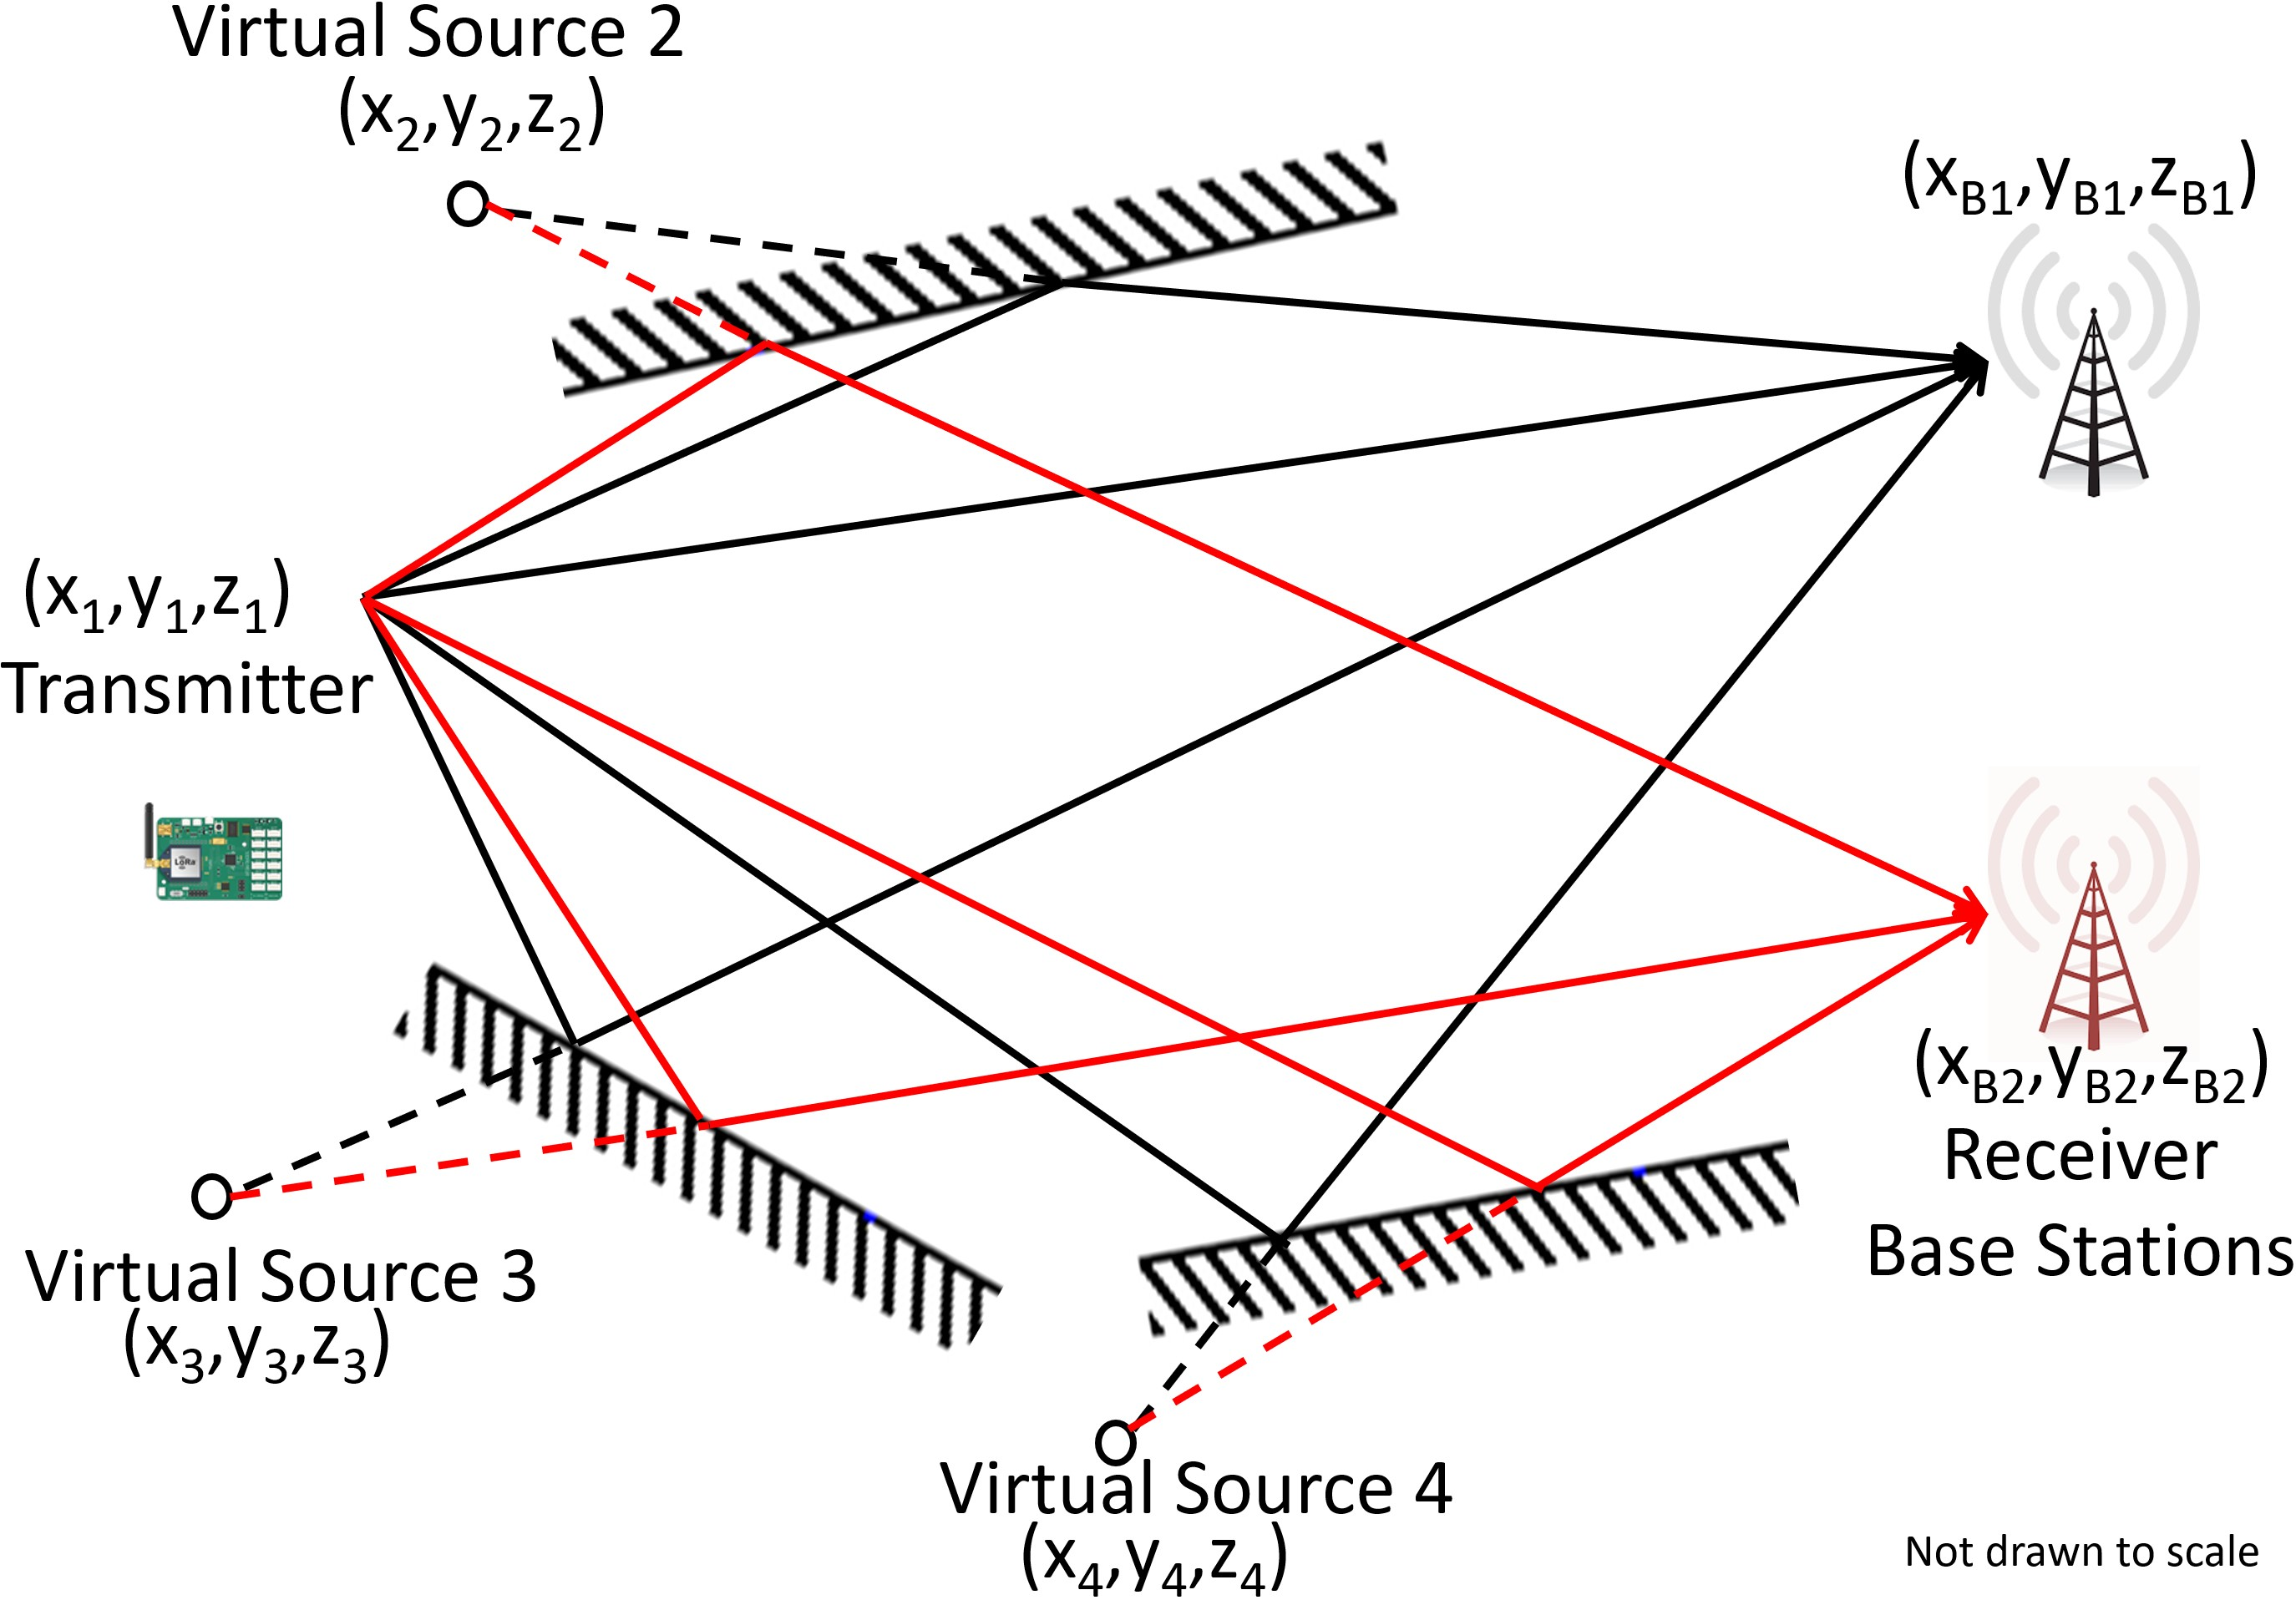 Virtual Source 2
(x2,y2,z2)
(xB1,yB1,zB1)
(x1,y1,z1)
Transmitter
LoRa
(xB2,yB2,zB2)
Receiver
Base Stations
Virtual Source 3
(x3,y3,z3)
Virtual Source 4
(x4,y4,z4)
Not drawn to scale